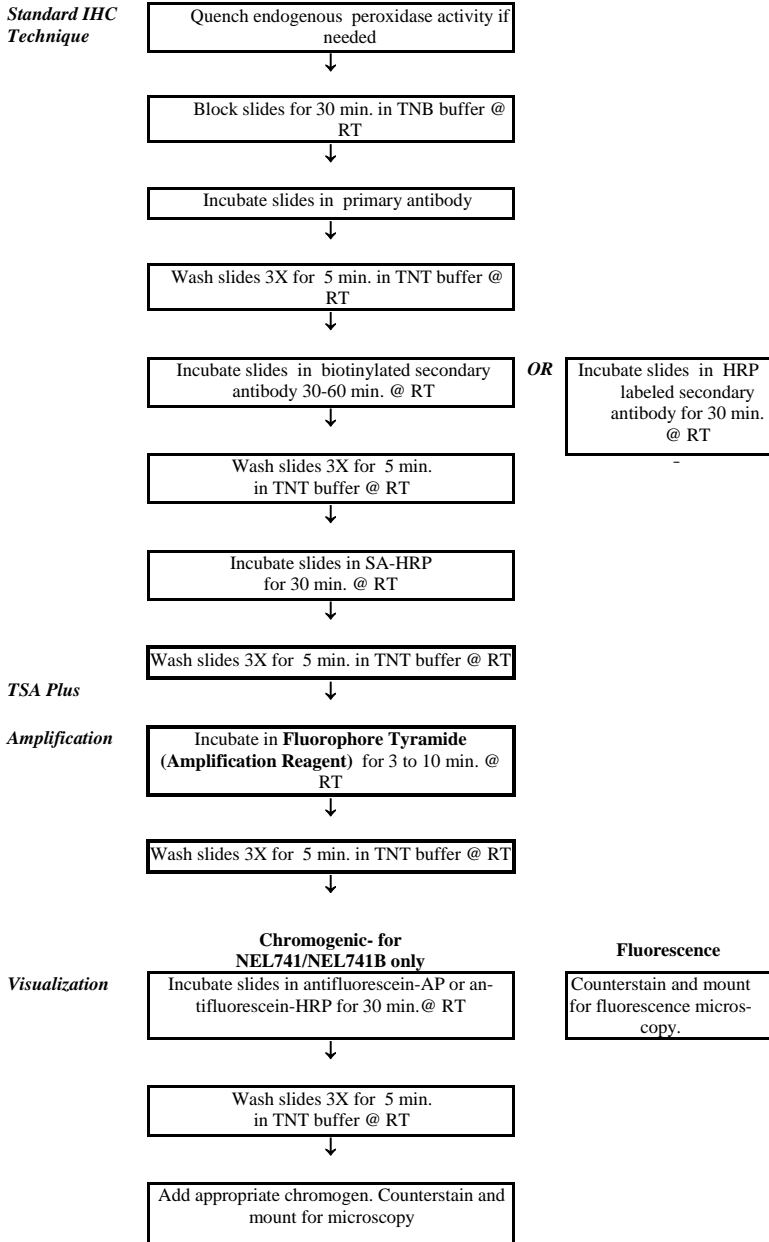 Standard IHC
Technique
Quench endogenous peroxidase activity if
needed
↓
Block slides for 30 min. in TNB buffer @
RT
↓
Incubate slides in primary antibody
↓
Wash slides 3X for 5 min. in TNT buffer @
RT
↓
Incubate slides in biotinylated secondary
antibody 30-60 min. @ RT
OR
Incubate slides in HRP
labeled secondary
antibody for 30 min.
@ RT
↓
Wash slides 3X for 5 min.
in TNT buffer @ RT
↓
Incubate slides in SA-HRP
for 30 min. @ RT
↓
Wash slides 3X for 5 min. in TNT buffer @ RT
TSA Plus
↓
Amplification
Incubate in Fluorophore Tyramide
(Amplification Reagent) for 3 to 10 min. @
RT
↓
Wash slides 3X for 5 min. in TNT buffer @ RT
↓
Chromogenic- for
NEL741/NEL741B only
Fluorescence
Visualization
Incubate slides in antifluorescein-AP or an-
tifluorescein-HRP for 30 min.@ RT
Counterstain and mount
for fluorescence micros-
copy.
↓
Wash slides 3X for 5 min.
in TNT buffer @ RT
↓
Add appropriate chromogen. Counterstain and
mount for microscopy